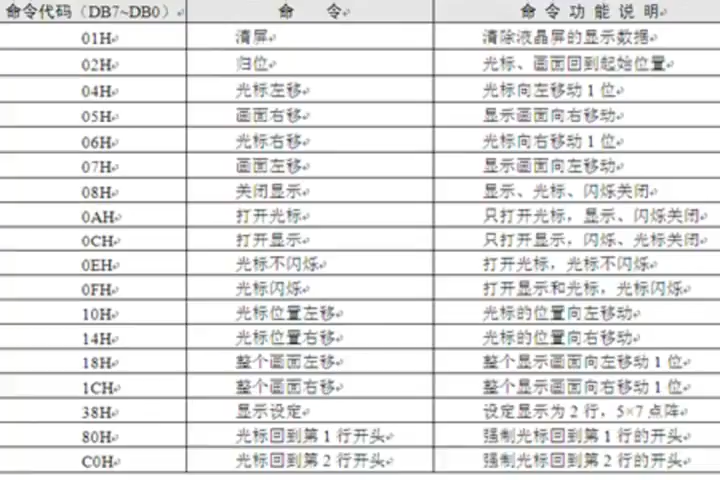 命令代码（DB7~DB0） 命 令 命 令 功 能 说 明
01H 清屏 清除液晶屏的显示数据
02H 归位 光标、画面回到起始位置
04H 光标左移 光标向左移动 1 位
05H 画面右移 显示画面向右移动
06H 光标右移 光标向右移动 1 位
07H 画面左移 显示画面向左移动
08H 关闭显示 显示、光标、闪烁关闭
0AH 打开光标 只打开光标，显示、闪烁关闭
0CH 打开显示 只打开显示，闪烁、光标关闭
0EH 光标不闪烁 打开光标，光标不闪烁
0FH 光标闪烁 打开显示和光标，光标闪烁
10H 光标位置左移 光标的位置向左移动
14H 光标位置右移 光标的位置向右移动
18H 整个画面左移 整个显示画面向左移动 1 位
1CH 整个画面右移 整个显示画面向右移动 1 位
38H 显示设定 设定显示为 2 行，5×7 点阵
80H 光标回到第 1 行开头 强制光标回到第 1 行的开头
C0H 光标回到第 2 行开头 强制光标回到第 2 行的开头